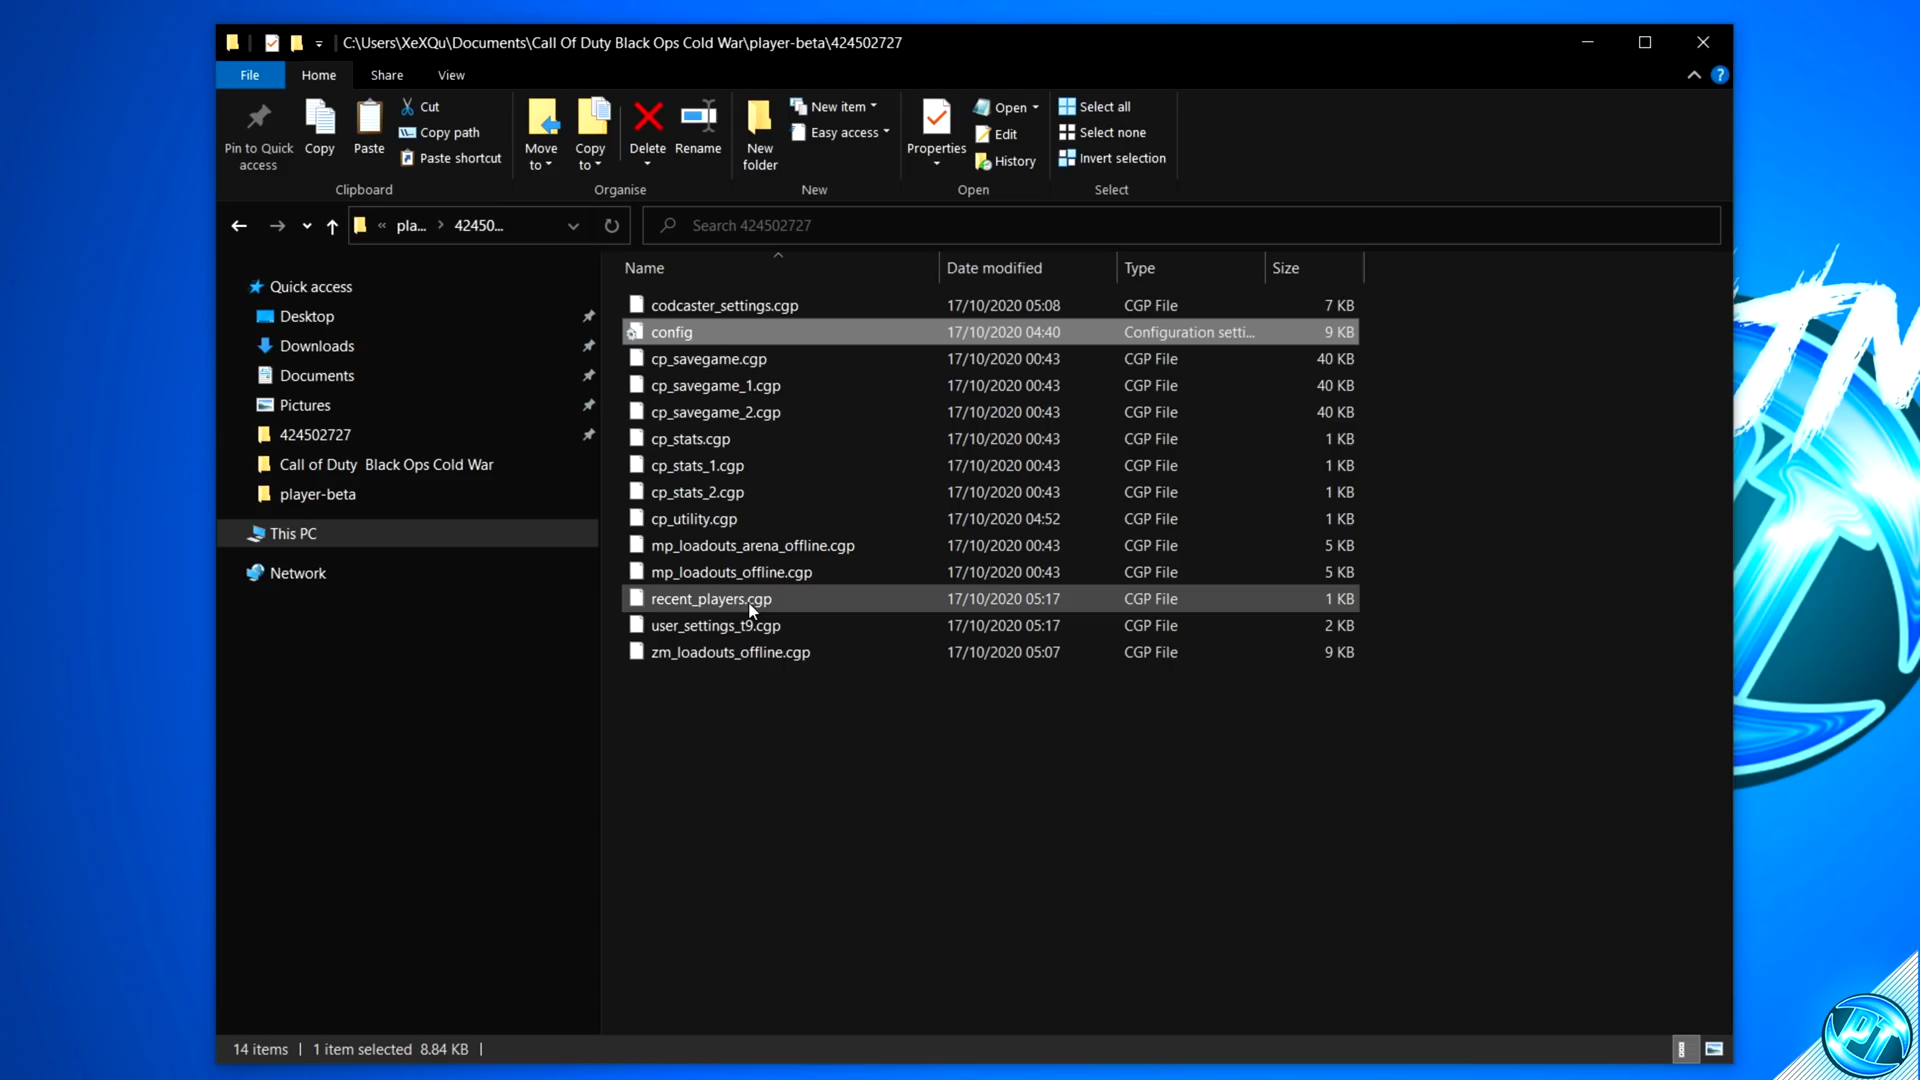 C:\Users\XeXQu\Documents\Call Of Duty Black Ops Cold War\player-beta\424502727
File Home Share View
Pin to Quick access
Copy
Paste
Cut
Copy path
Paste shortcut
Clipboard
Move to
Copy to
Delete
Rename
Organise
New folder
New item
Easy access
New
Properties
Open
Edit
History
Open
Select all
Select none
Invert selection
Select
« pla... > 42450...
Search 424502727
Quick access
Desktop
Downloads
Documents
Pictures
424502727
Call of Duty Black Ops Cold War
player-beta
This PC
Network
Name Date modified Type Size
codcaster_settings.cgp 17/10/2020 05:08 CGP File 7 KB
config 17/10/2020 04:40 Configuration setti... 9 KB
cp_savegame.cgp 17/10/2020 00:43 CGP File 40 KB
cp_savegame_1.cgp 17/10/2020 00:43 CGP File 40 KB
cp_savegame_2.cgp 17/10/2020 00:43 CGP File 40 KB
cp_stats.cgp 17/10/2020 00:43 CGP File 1 KB
cp_stats_1.cgp 17/10/2020 00:43 CGP File 1 KB
cp_stats_2.cgp 17/10/2020 00:43 CGP File 1 KB
cp_utility.cgp 17/10/2020 04:52 CGP File 1 KB
mp_loadouts_arena_offline.cgp 17/10/2020 00:43 CGP File 5 KB
mp_loadouts_offline.cgp 17/10/2020 00:43 CGP File 5 KB
recent_players.cgp 17/10/2020 05:17 CGP File 1 KB
user_settings_t9.cgp 17/10/2020 05:17 CGP File 2 KB
zm_loadouts_offline.cgp 17/10/2020 05:07 CGP File 9 KB
14 items | 1 item selected 8.84 KB |